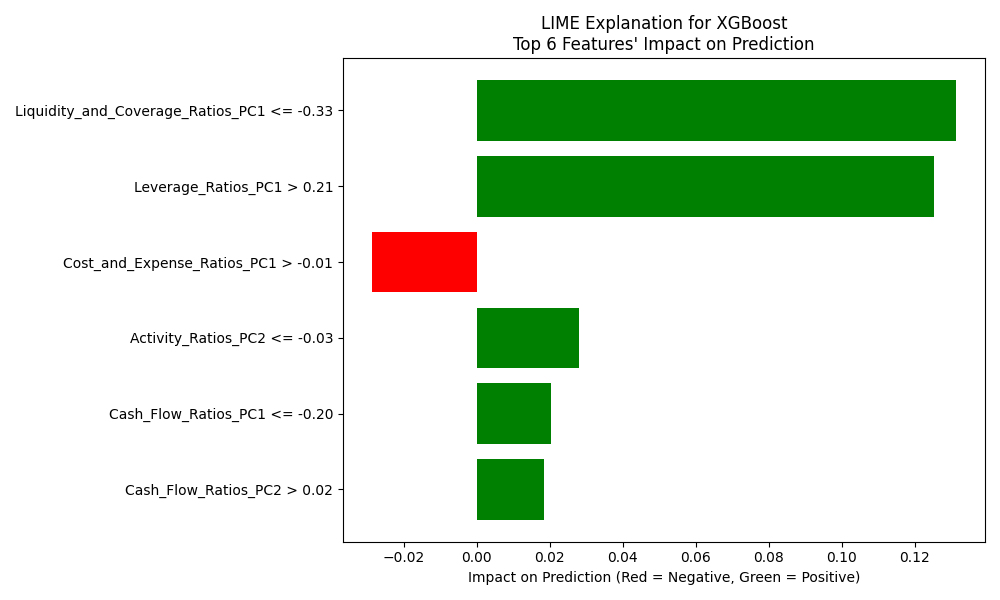 LIME Explanation for XGBoost
Top 6 Features' Impact on Prediction
Liquidity_and_Coverage_Ratios_PC1 <= -0.33
Leverage_Ratios_PC1 > 0.21
Cost_and_Expense_Ratios_PC1 > -0.01
Activity_Ratios_PC2 <= -0.03
Cash_Flow_Ratios_PC1 <= -0.20
Cash_Flow_Ratios_PC2 > 0.02
−0.02 0.00 0.02 0.04 0.06 0.08 0.10 0.12
Impact on Prediction (Red = Negative, Green = Positive)